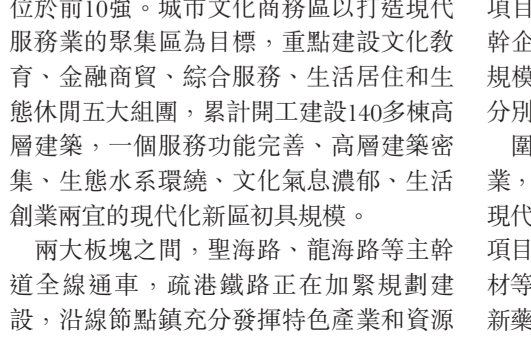 位於前10強。城市文化商務區以打造現代
服務業的聚集區為目標，重點建設文化教
育、金融商貿、綜合服務、生活居住和生
態休閒五大組團，累計開工建設140多棟高
層建築，一個服務功能完善、高層建築密
集、生態水系環繞、文化氣息濃郁、生活
創業兩宜的現代化新區初具規模。
兩大板塊之間，聖海路、龍海路等主幹
道全線通車，疏港鐵路正在加緊規劃建
設，沿線節點鎮充分發揮特色產業和資源
項目
幹企
規模
分別
圍
業，
現代
項目
材等
新藥